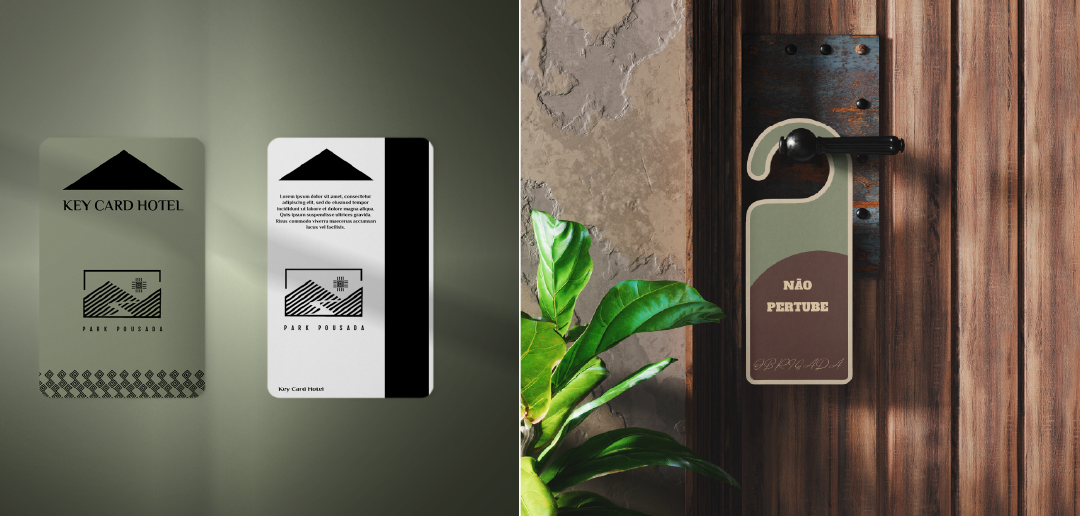 KEY CARD HOTEL
PARK POUSADA
Lorem ipsum dolor sit amet, consectetur
adipiscing elit, sed do eiusmod tempor
incididunt ut labore et dolore magna aliqua.
Quis ipsum suspendisse ultrices gravida.
Risus commodo viverra maecenas accumsan
lacus vel facilisis.
PARK POUSADA
Key Card Hotel
NÃO
PERTUBE
OBRIGADA